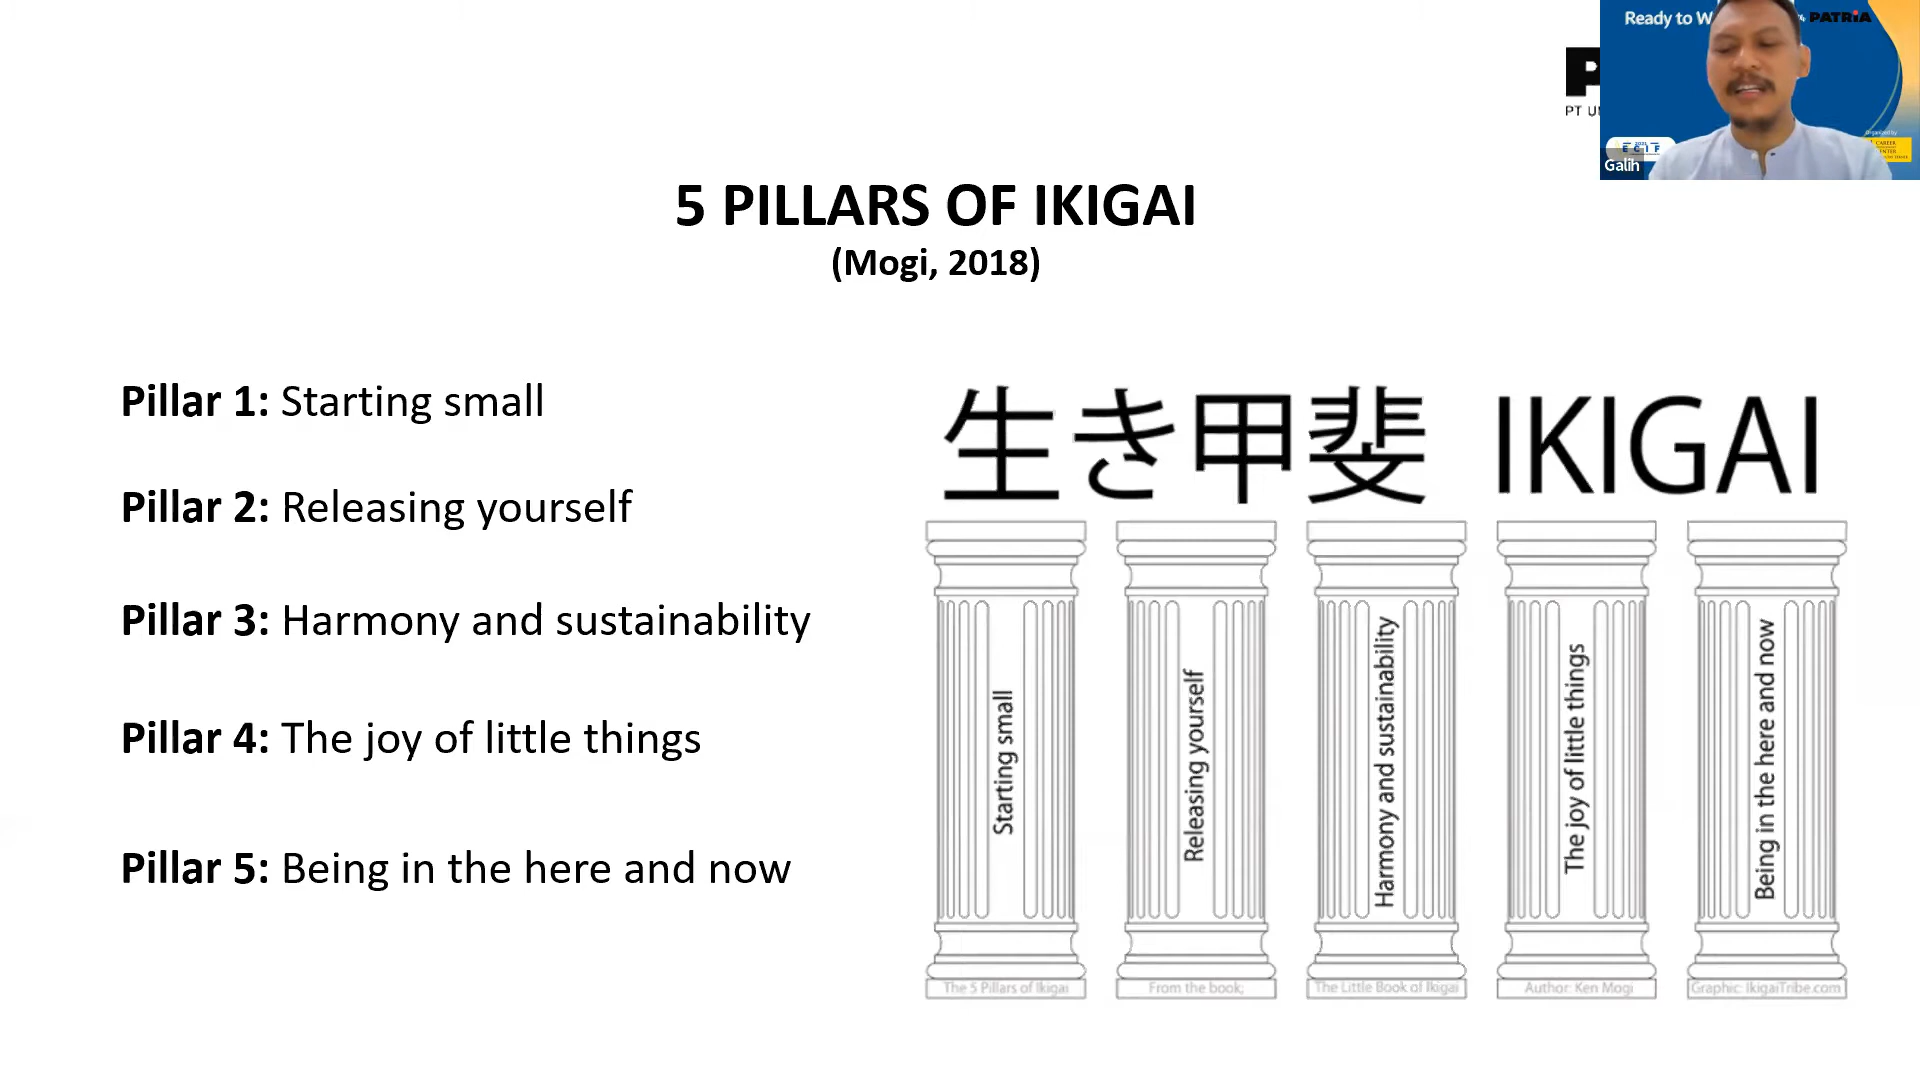 Ready to W
PATRIA
PT U
Organized by
ECIF
CAREER
Galih
5 PILLARS OF IKIGAI
(Mogi, 2018)
Pillar 1: Starting small
Pillar 2: Releasing yourself
Pillar 3: Harmony and sustainability
Pillar 4: The joy of little things
Pillar 5: Being in the here and now
生き甲斐 IKIGAI
Starting small
Releasing yourself
Harmony and sustainability
The joy of little things
Being in the here and now
The 5 Pillars of Ikigai
From the book;
The Little Book of Ikigai
Author: Ken Mogi
Graphic: IkigaiTribe.com